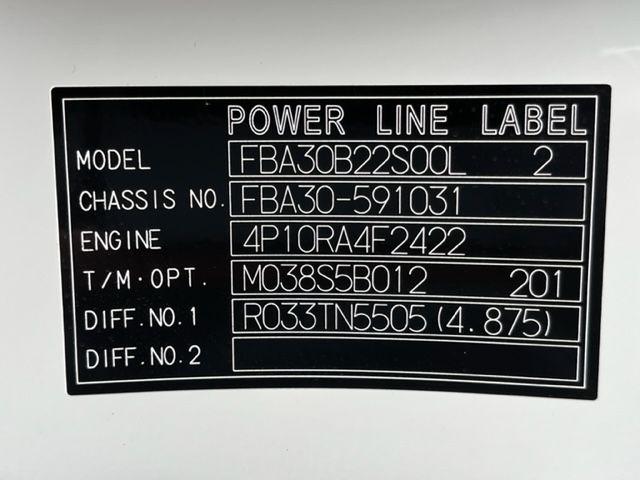 POWER LINE LABEL
MODEL FBA30B22S00L 2
CHASSIS NO. FBA30-591031
ENGINE 4P10RA4F2422
T/M·OPT. M038S5B012 201
DIFF.NO.1 R033TN5505(4.875)
DIFF.NO.2